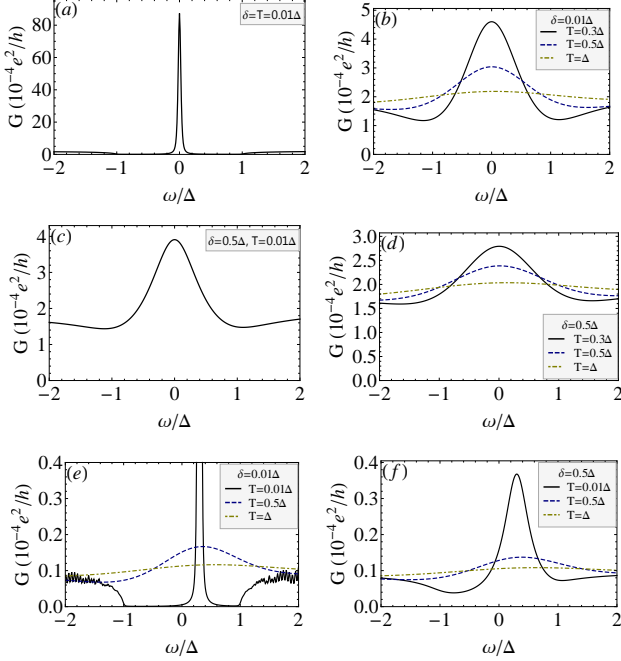 (a)
δ=T=0.01Δ
G (10⁻⁴e²/h)
80
60
40
20
0
−2 −1 0 1 2
ω/Δ
(b)
δ=0.01Δ
T=0.3Δ
T=0.5Δ
T=Δ
G (10⁻⁴e²/h)
5
4
3
2
1
0
−2 −1 0 1 2
ω/Δ
(c)
δ=0.5Δ, T=0.01Δ
G (10⁻⁴e²/h)
4
3
2
1
0
−2 −1 0 1 2
ω/Δ
(d)
δ=0.5Δ
T=0.3Δ
T=0.5Δ
T=Δ
G (10⁻⁴e²/h)
3.0
2.5
2.0
1.5
1.0
0.5
0.0
−2 −1 0 1 2
ω/Δ
(e)
δ=0.01Δ
T=0.01Δ
T=0.5Δ
T=Δ
G (10⁻⁴e²/h)
0.4
0.3
0.2
0.1
0.0
−2 −1 0 1 2
ω/Δ
(f)
δ=0.5Δ
T=0.01Δ
T=0.5Δ
T=Δ
G (10⁻⁴e²/h)
0.4
0.3
0.2
0.1
0.0
−2 −1 0 1 2
ω/Δ